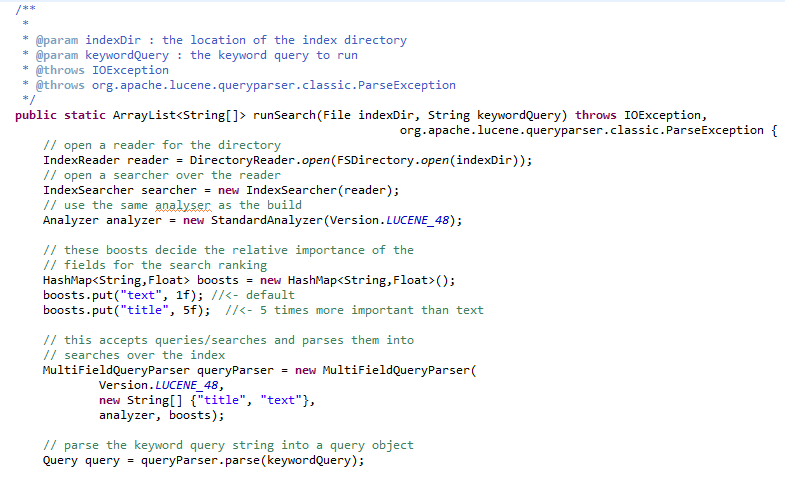 /**
 *
 * @param indexDir : the location of the index directory
 * @param keywordQuery : the keyword query to run
 * @throws IOException
 * @throws org.apache.lucene.queryparser.classic.ParseException
 */
public static ArrayList<String[]> runSearch(File indexDir, String keywordQuery) throws IOException,
                                                      org.apache.lucene.queryparser.classic.ParseException {
    // open a reader for the directory
    IndexReader reader = DirectoryReader.open(FSDirectory.open(indexDir));
    // open a searcher over the reader
    IndexSearcher searcher = new IndexSearcher(reader);
    // use the same analyser as the build
    Analyzer analyzer = new StandardAnalyzer(Version.LUCENE_48);

    // these boosts decide the relative importance of the
    // fields for the search ranking
    HashMap<String,Float> boosts = new HashMap<String,Float>();
    boosts.put("text", 1f); //<- default
    boosts.put("title", 5f);  //<- 5 times more important than text

    // this accepts queries/searches and parses them into
    // searches over the index
    MultiFieldQueryParser queryParser = new MultiFieldQueryParser(
            Version.LUCENE_48,
            new String[] {"title", "text"},
            analyzer, boosts);

    // parse the keyword query string into a query object
    Query query = queryParser.parse(keywordQuery);